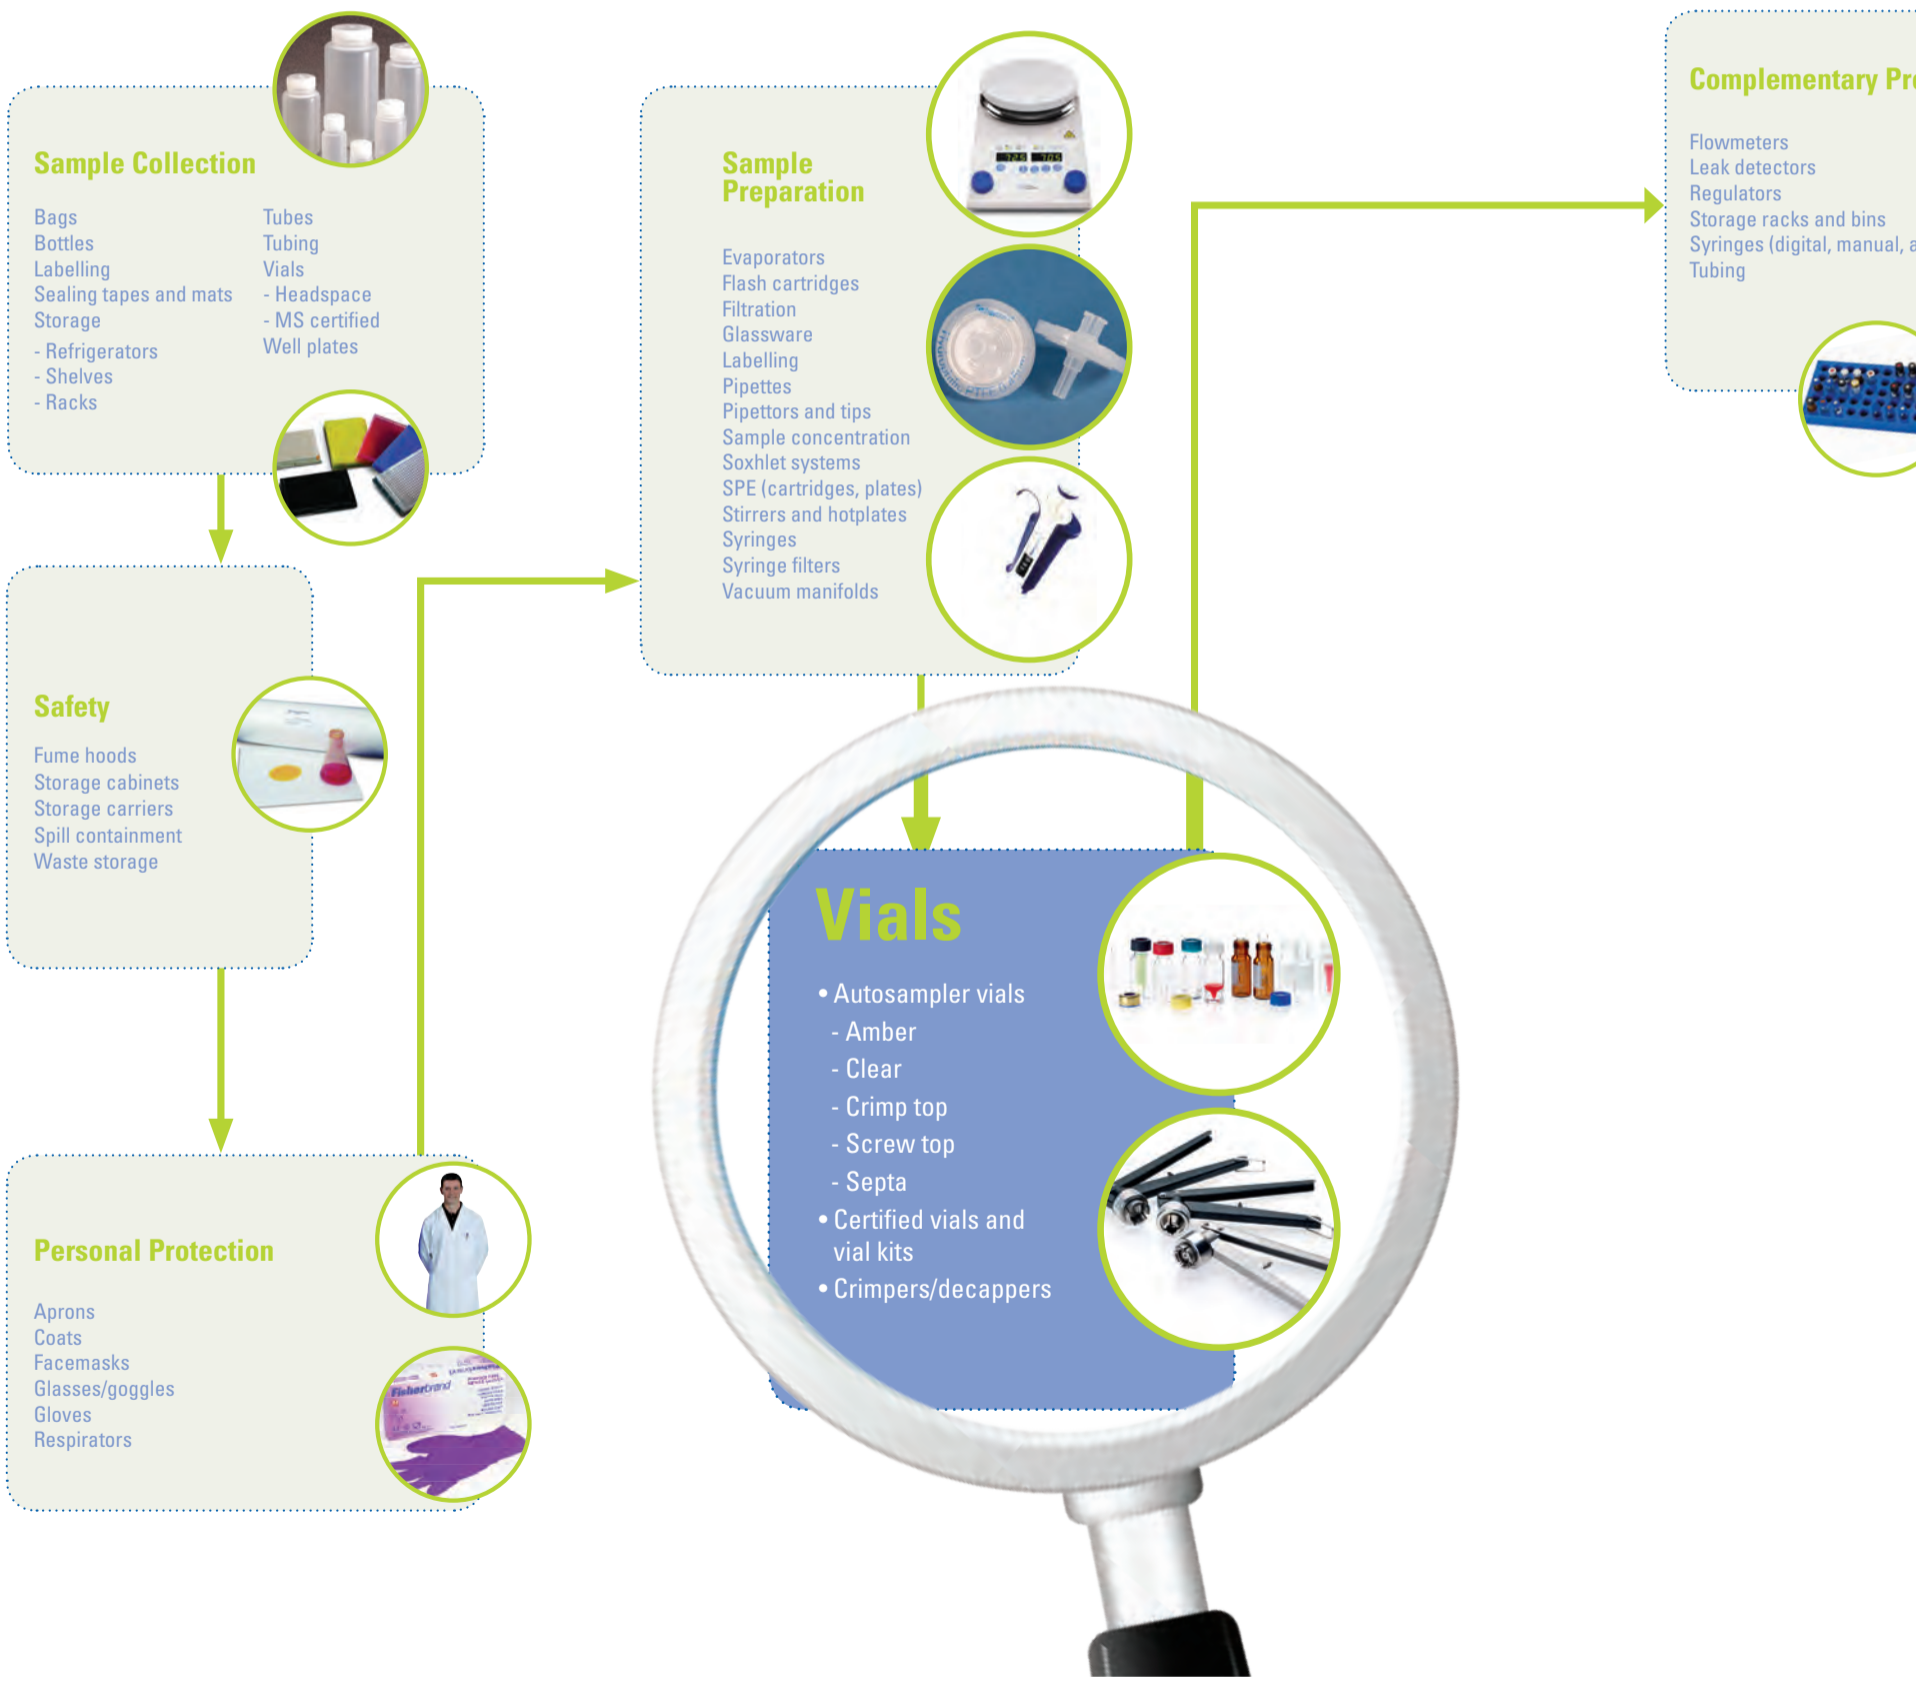 Sample Collection
Bags
Bottles
Labelling
Sealing tapes and mats
Storage
- Refrigerators
- Shelves
- Racks
Tubes
Tubing
Vials
- Headspace
- MS certified
Well plates
Safety
Fume hoods
Storage cabinets
Storage carriers
Spill containment
Waste storage
Personal Protection
Aprons
Coats
Facemasks
Glasses/goggles
Gloves
Respirators
Fisherbrand
Sample
Preparation
Evaporators
Flash cartridges
Filtration
Glassware
Labelling
Pipettes
Pipettors and tips
Sample concentration
Soxhlet systems
SPE (cartridges, plates)
Stirrers and hotplates
Syringes
Syringe filters
Vacuum manifolds
Vials
• Autosampler vials
- Amber
- Clear
- Crimp top
- Screw top
- Septa
• Certified vials and
vial kits
• Crimpers/decappers
Complementary
Flowmeters
Leak detectors
Regulators
Storage racks and bins
Syringes (digital, manual,
Tubing